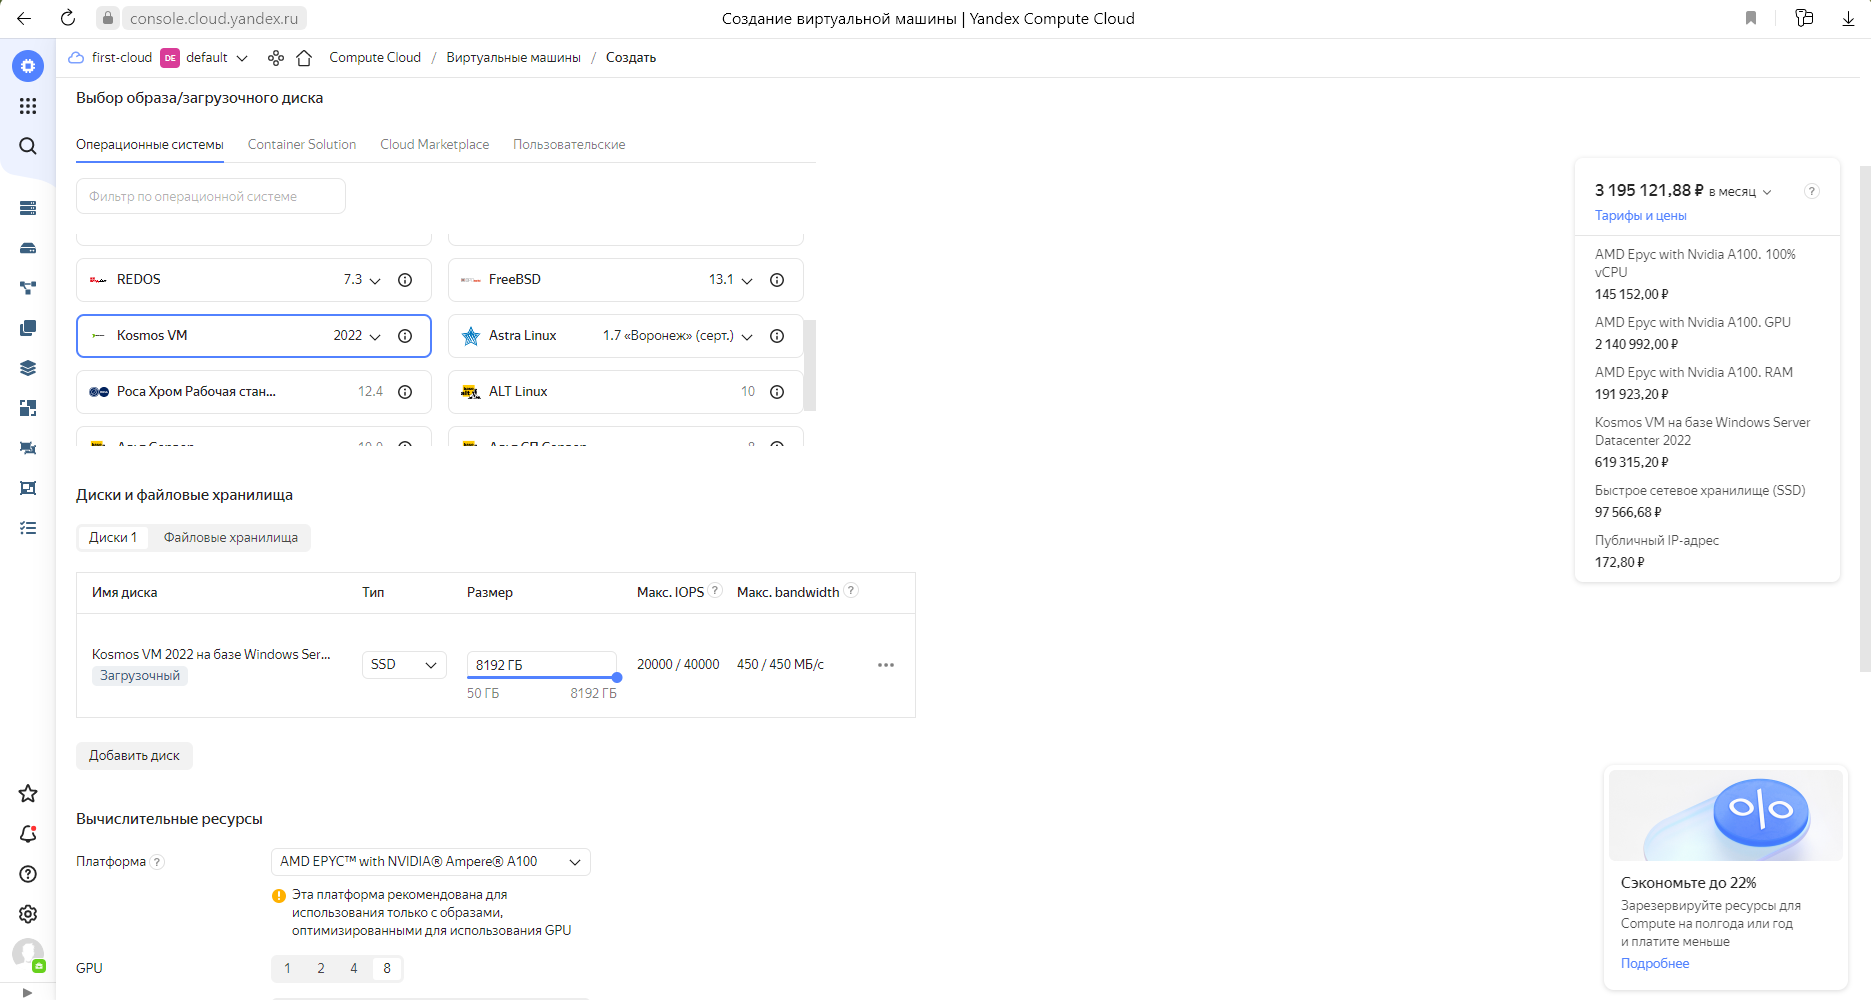 console.cloud.yandex.ru
Создание виртуальной машины | Yandex Compute Cloud
first-cloud DE default Compute Cloud / Виртуальные машины / Создать
Выбор образа/загрузочного диска
Операционные системы Container Solution Cloud Marketplace Пользовательские
Фильтр по операционной системе
REDOS 7.3
FreeBSD 13.1
Kosmos VM 2022
Astra Linux 1.7 «Воронеж» (серт.)
Роса Хром Рабочая стан... 12.4
ALT Linux 10
Диски и файловые хранилища
Диски 1 Файловые хранилища
Имя диска Тип Размер Макс. IOPS ? Макс. bandwidth ?
Kosmos VM 2022 на базе Windows Ser...
Загрузочный
SSD
8192 ГБ
50 ГБ 8192 ГБ
20000 / 40000
450 / 450 МБ/с
Добавить диск
Вычислительные ресурсы
Платформа ?
AMD EPYC™ with NVIDIA® Ampere® A100
Эта платформа рекомендована для
использования только с образами,
оптимизированными для использования GPU
GPU
1 2 4 8
3 195 121,88 ₽ в месяц ?
Тарифы и цены
AMD Epyc with Nvidia A100. 100%
vCPU
145 152,00 ₽
AMD Epyc with Nvidia A100. GPU
2 140 992,00 ₽
AMD Epyc with Nvidia A100. RAM
191 923,20 ₽
Kosmos VM на базе Windows Server
Datacenter 2022
619 315,20 ₽
Быстрое сетевое хранилище (SSD)
97 566,68 ₽
Публичный IP-адрес
172,80 ₽
%
Сэкономьте до 22%
Зарезервируйте ресурсы для
Compute на полгода или год
и платите меньше
Подробнее